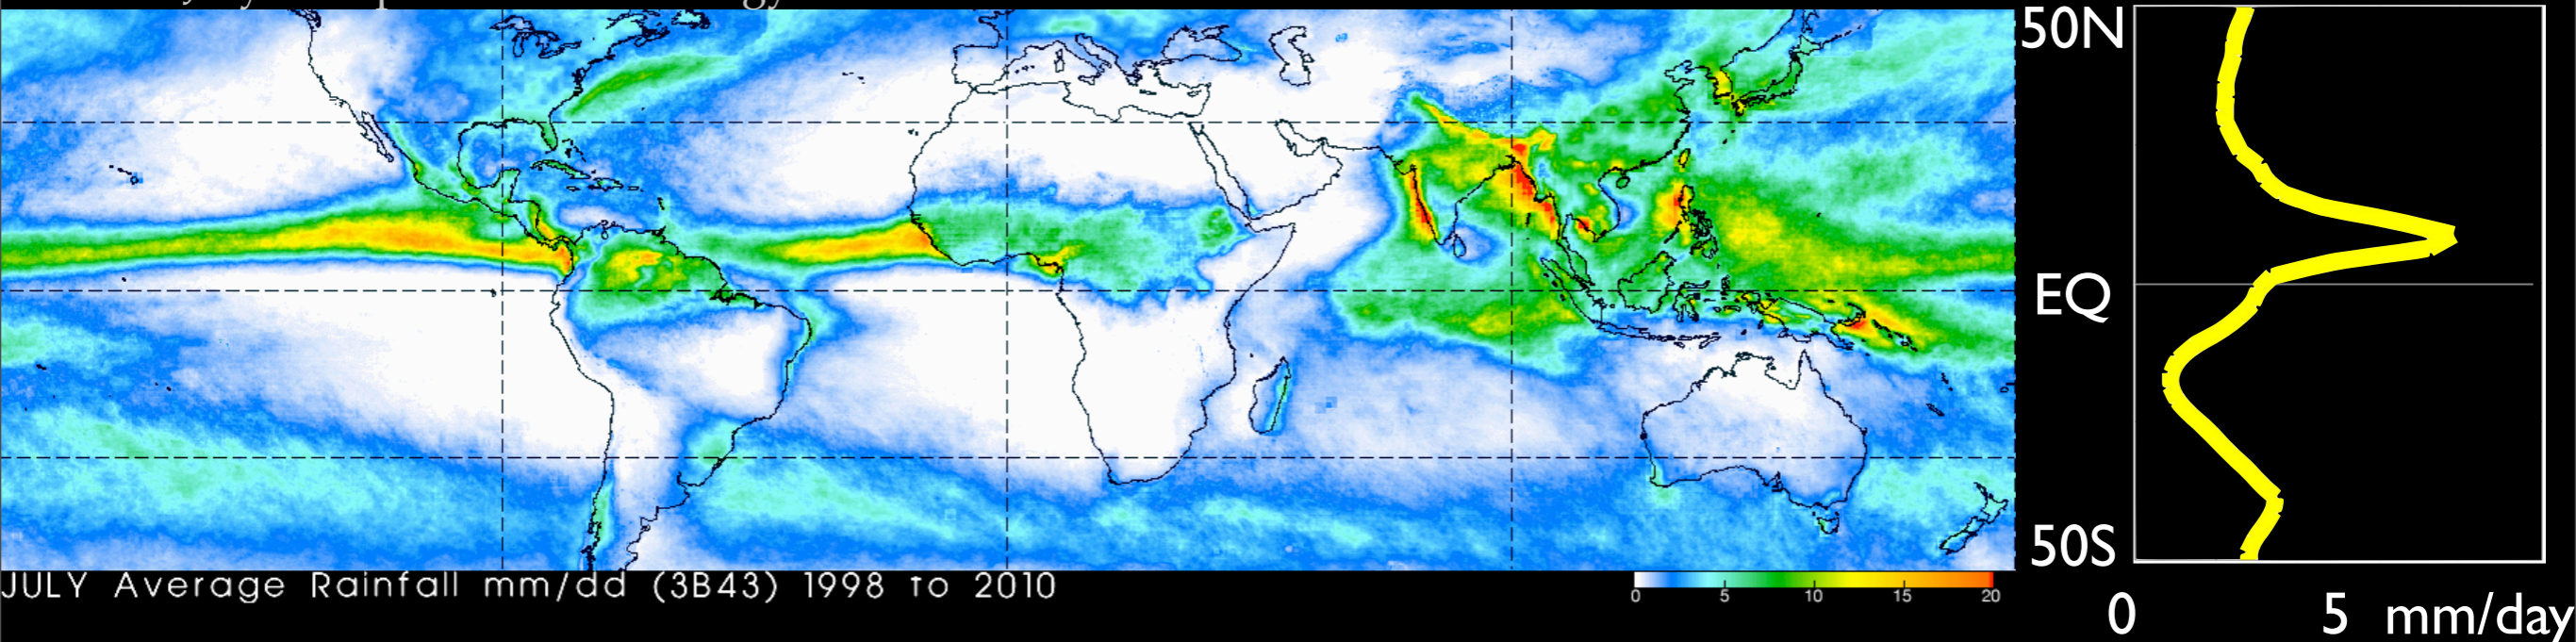 50N
EQ
50S
JULY Average Rainfall mm/dd (3B43) 1998 to 2010
0 5 10 15 20
0 5 mm/day